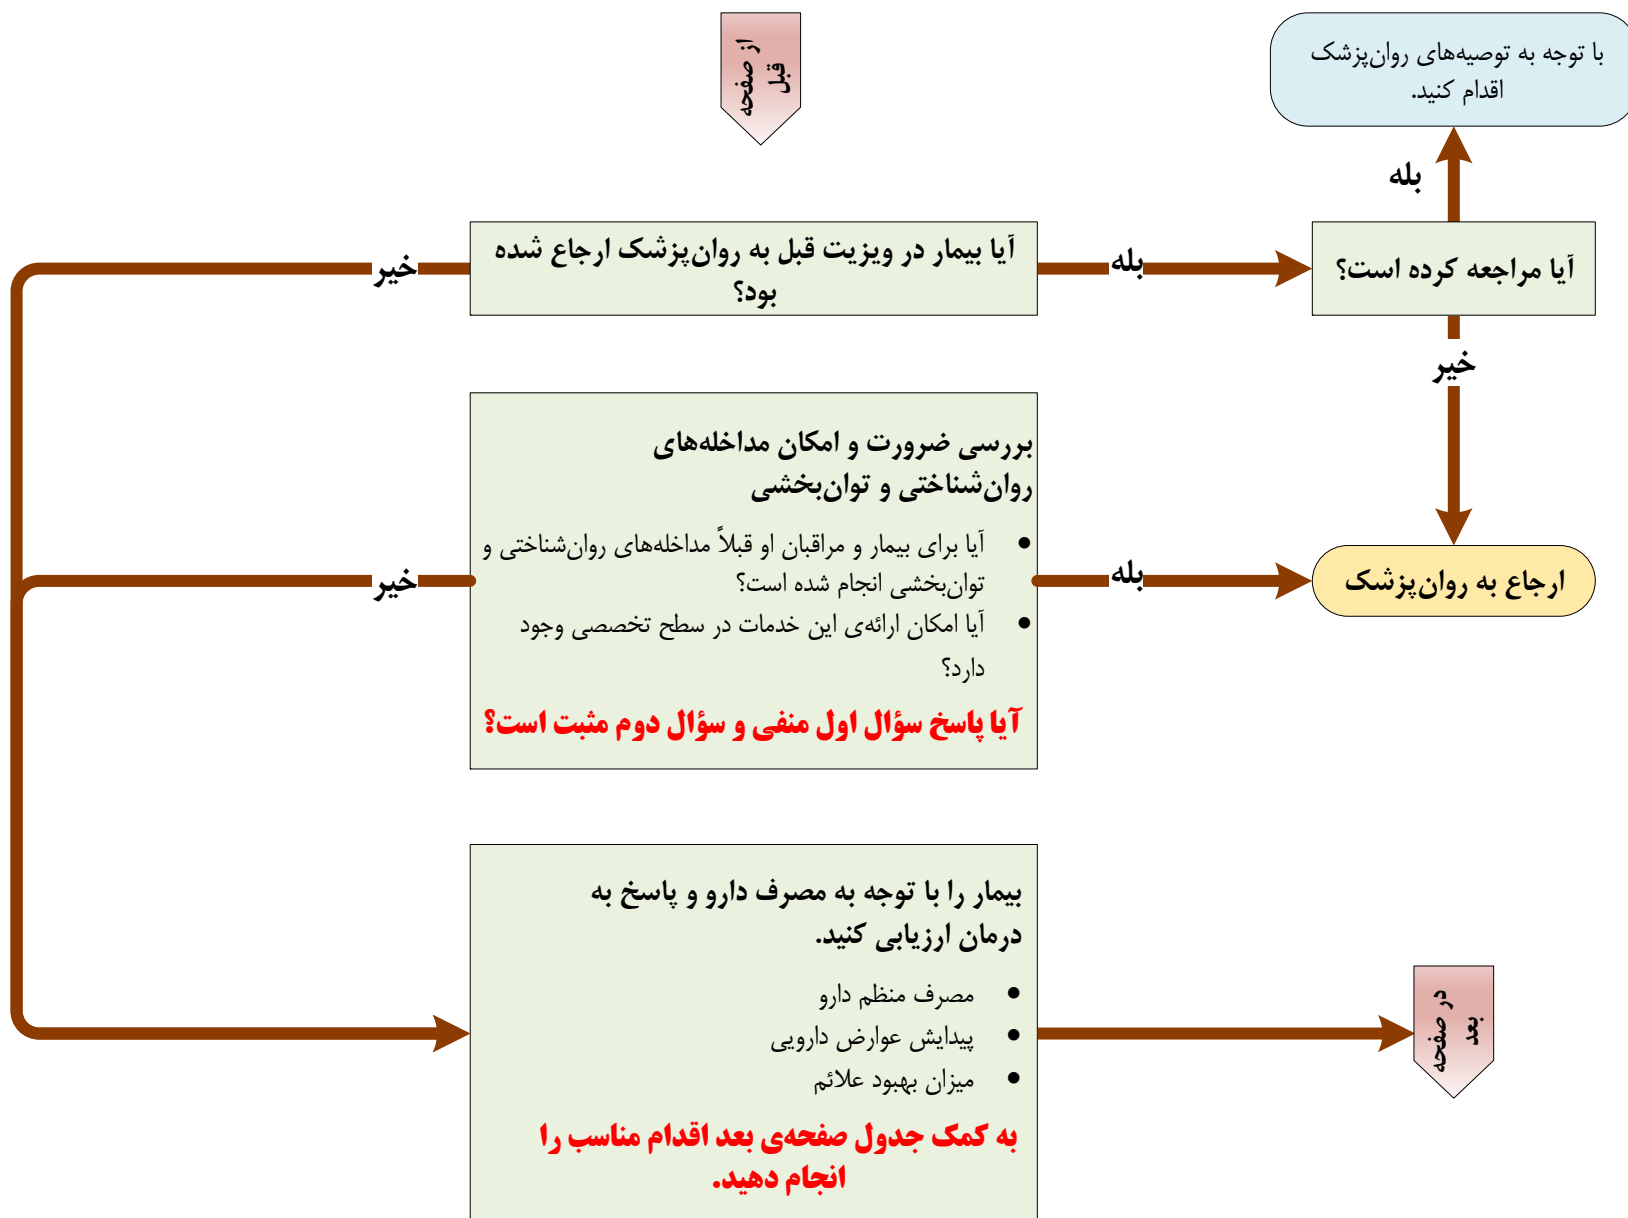 از صفحه
قبل
با توجه به توصیه‌های روان‌پزشک
اقدام کنید.
بله
آیا بیمار در ویزیت قبل به روان‌پزشک ارجاع شده
بود؟
بله
آیا مراجعه کرده است؟
خیر
خیر
بررسی ضرورت و امکان مداخله‌های
روان‌شناختی و توان‌بخشی
• آیا برای بیمار و مراقبان او قبلاً مداخله‌های روان‌شناختی و
توان‌بخشی انجام شده است؟
• آیا امکان ارائه‌ی این خدمات در سطح تخصصی وجود
دارد؟
آیا پاسخ سؤال اول منفی و سؤال دوم مثبت است؟
بله
ارجاع به روان‌پزشک
خیر
بیمار را با توجه به مصرف دارو و پاسخ به
درمان ارزیابی کنید.
• مصرف منظم دارو
• پیدایش عوارض دارویی
• میزان بهبود علائم
به کمک جدول صفحه‌ی بعد اقدام مناسب را
انجام دهید.
در صفحه
بعد